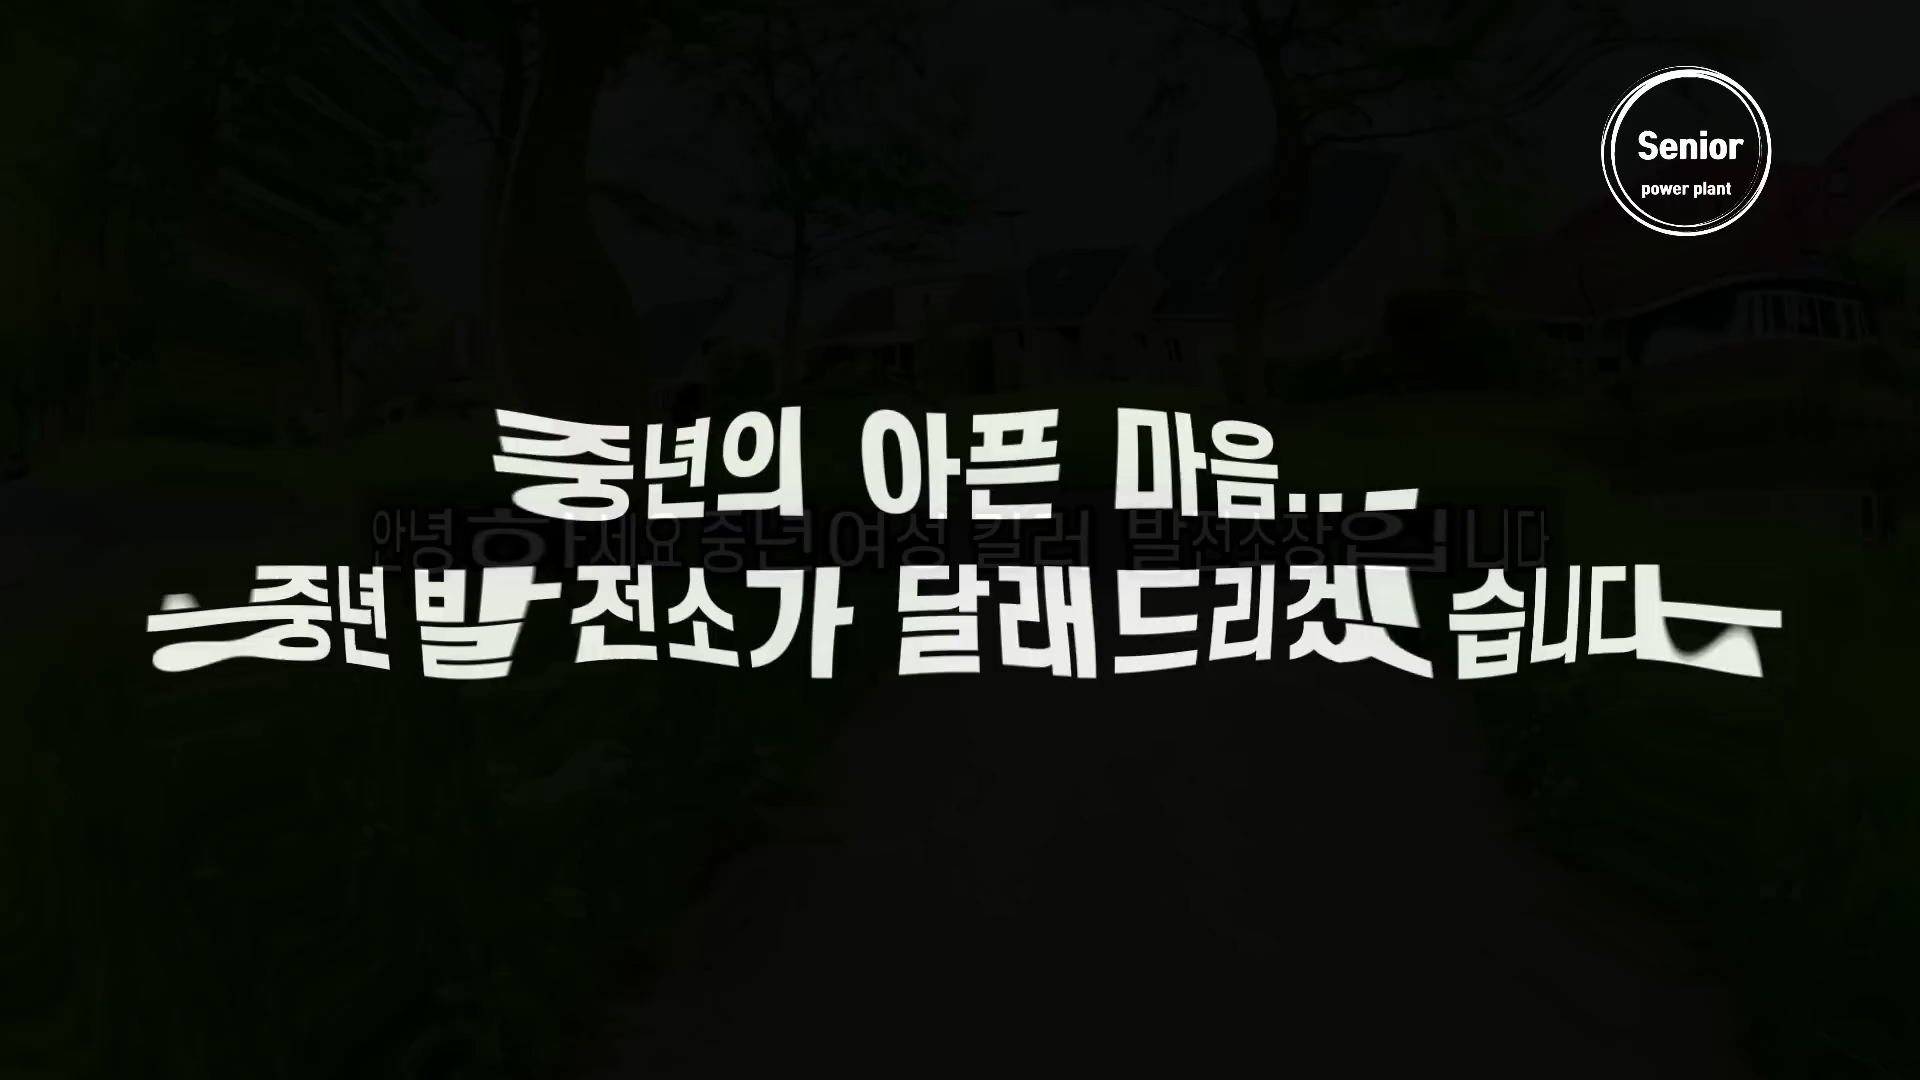 Senior
power plant
중년의 아픈 마음...
안녕하세요 중년여성 킬러 발전소장입니다
중년 발전소가 달래드리겠습니다